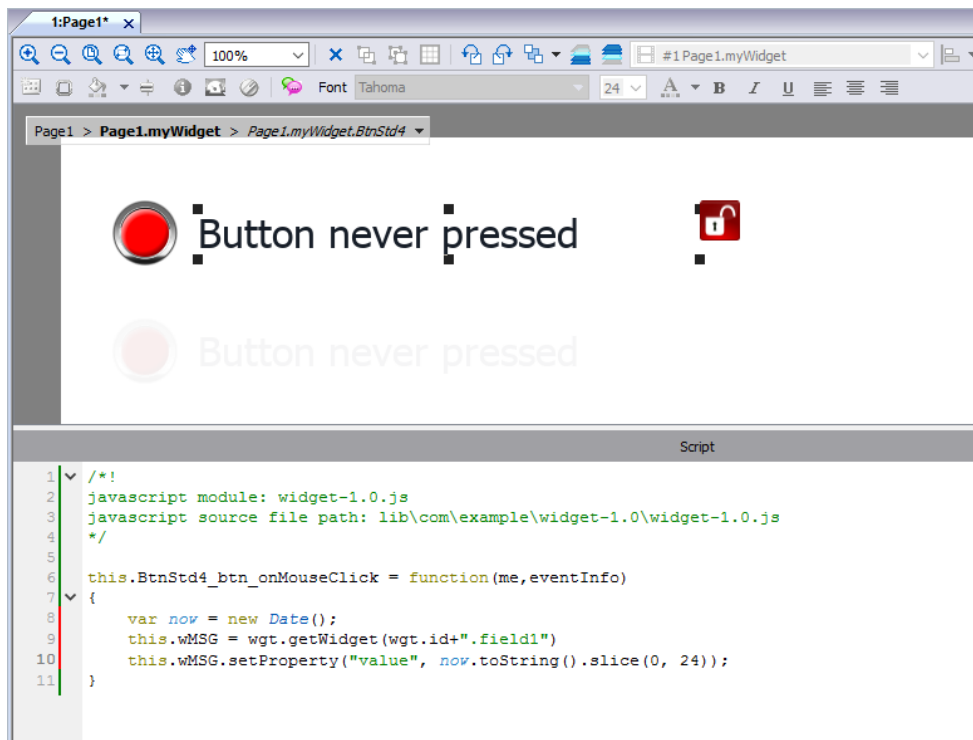 1:Page1*
100%
#1 Page1.myWidget
Font Tahoma 24 A B I U
Page1 > Page1.myWidget > Page1.myWidget.BtnStd4
Button never pressed
Button never pressed
Script
1 /*!
2 javascript module: widget-1.0.js
3 javascript source file path: lib\com\example\widget-1.0\widget-1.0.js
4 */
5
6 this.BtnStd4_btn_onMouseClick = function(me,eventInfo)
7 {
8 var now = new Date();
9 this.wMSG = wgt.getWidget(wgt.id+".field1")
10 this.wMSG.setProperty("value", now.toString().slice(0, 24));
11 }